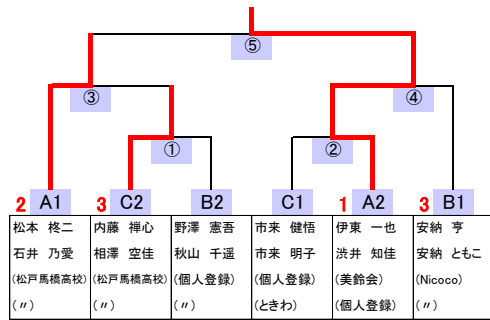 ⑤
③ ④
① ②
2 A1 3 C2 B2 C1 1 A2 3 B1
松本 柊二 内藤 禅心 野澤 憲吾 市来 健悟 伊東 一也 安納 亨
石井 乃愛 相澤 空佳 秋山 千遥 市来 明子 渋井 知佳 安納 ともこ
(松戸馬橋高校) (松戸馬橋高校) (個人登録) (個人登録) (美鈴会) (Nicoco)
(〃) (〃) (〃) (ときわ) (個人登録) (〃)